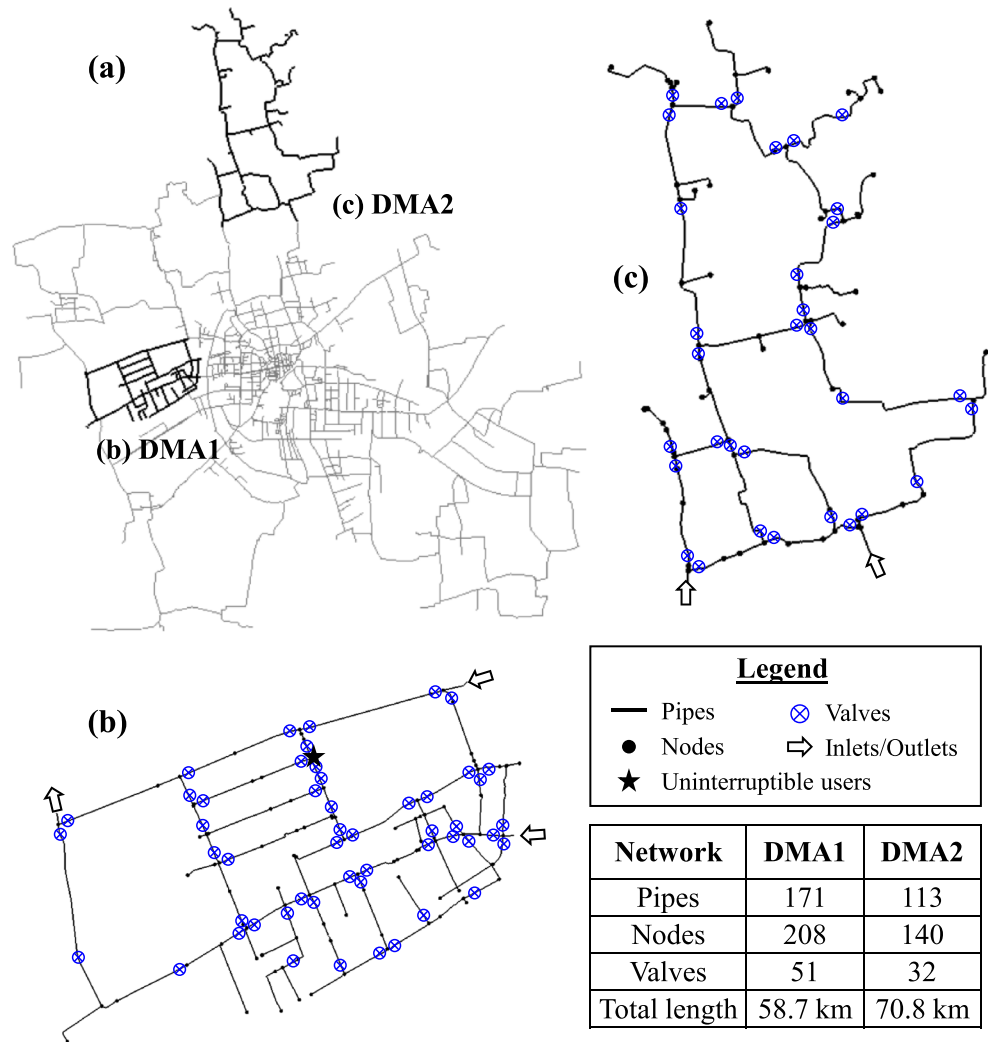 (a)
(c) DMA2
(b) DMA1
(c)
(b)
Legend
Pipes
Valves
Nodes
Inlets/Outlets
Uninterruptible users
Network DMA1 DMA2
Pipes 171 113
Nodes 208 140
Valves 51 32
Total length 58.7 km 70.8 km